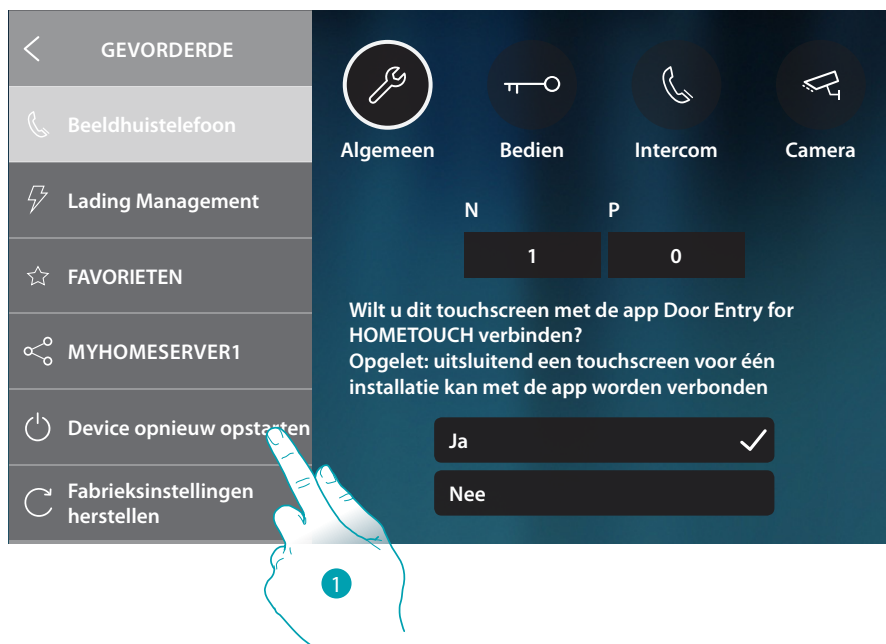 GEVORDERDE
Beeldhuistelefoon
Lading Management
FAVORIETEN
MYHOMESERVER1
Device opnieuw opstarten
Fabrieksinstellingen
herstellen
Algemeen
Bedien
Intercom
Camera
N
P
1
0
Wilt u dit touchscreen met de app Door Entry for
HOMETOUCH verbinden?
Opgelet: uitsluitend een touchscreen voor één
installatie kan met de app worden verbonden
Ja
Nee
1